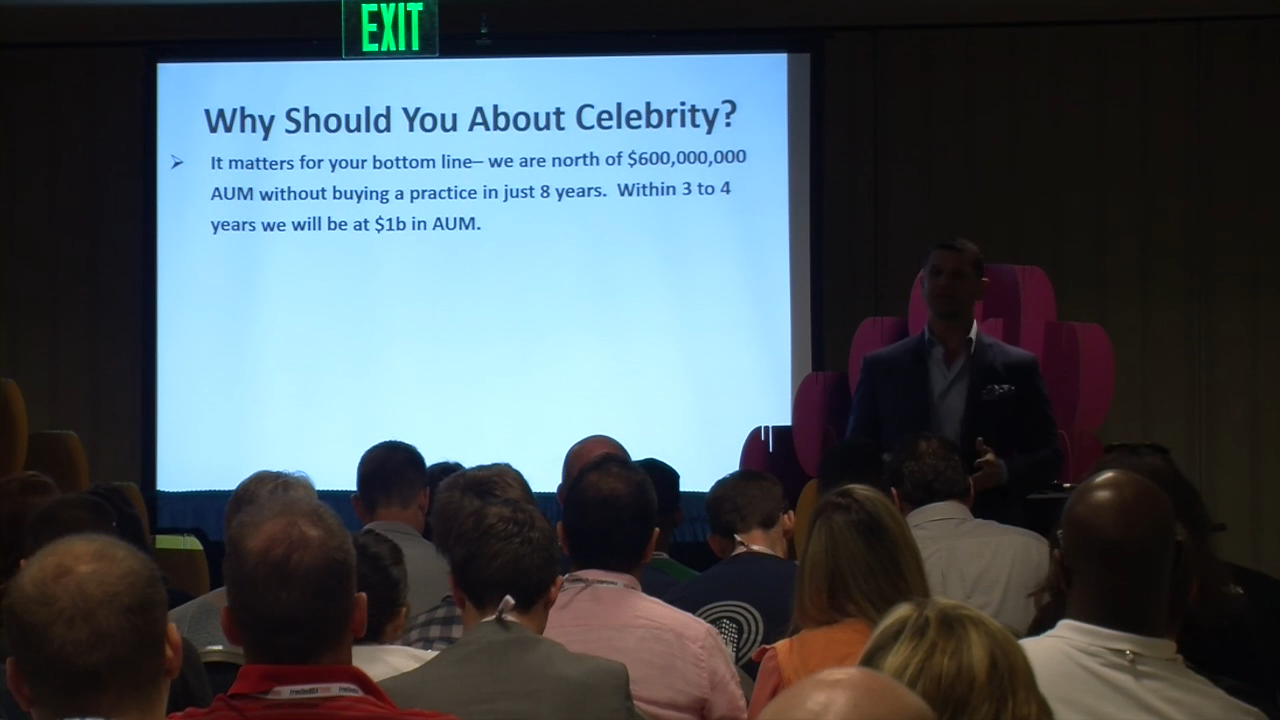 EXIT
Why Should You About Celebrity?
➢ It matters for your bottom line– we are north of $600,000,000
AUM without buying a practice in just 8 years.  Within 3 to 4
years we will be at $1b in AUM.